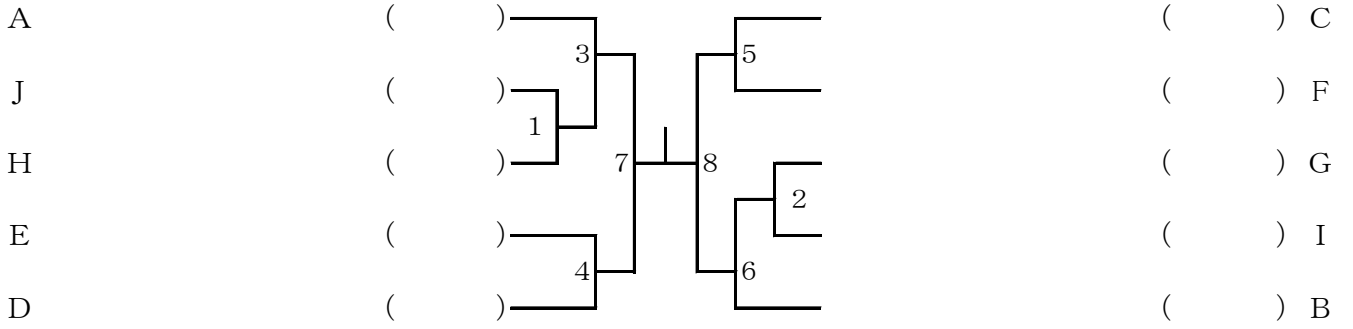 A ( ) ( ) C
3 5
J ( ) ( ) F
1
H ( ) 7 8 ( ) G
2
E ( ) ( ) I
4 6
D ( ) ( ) B